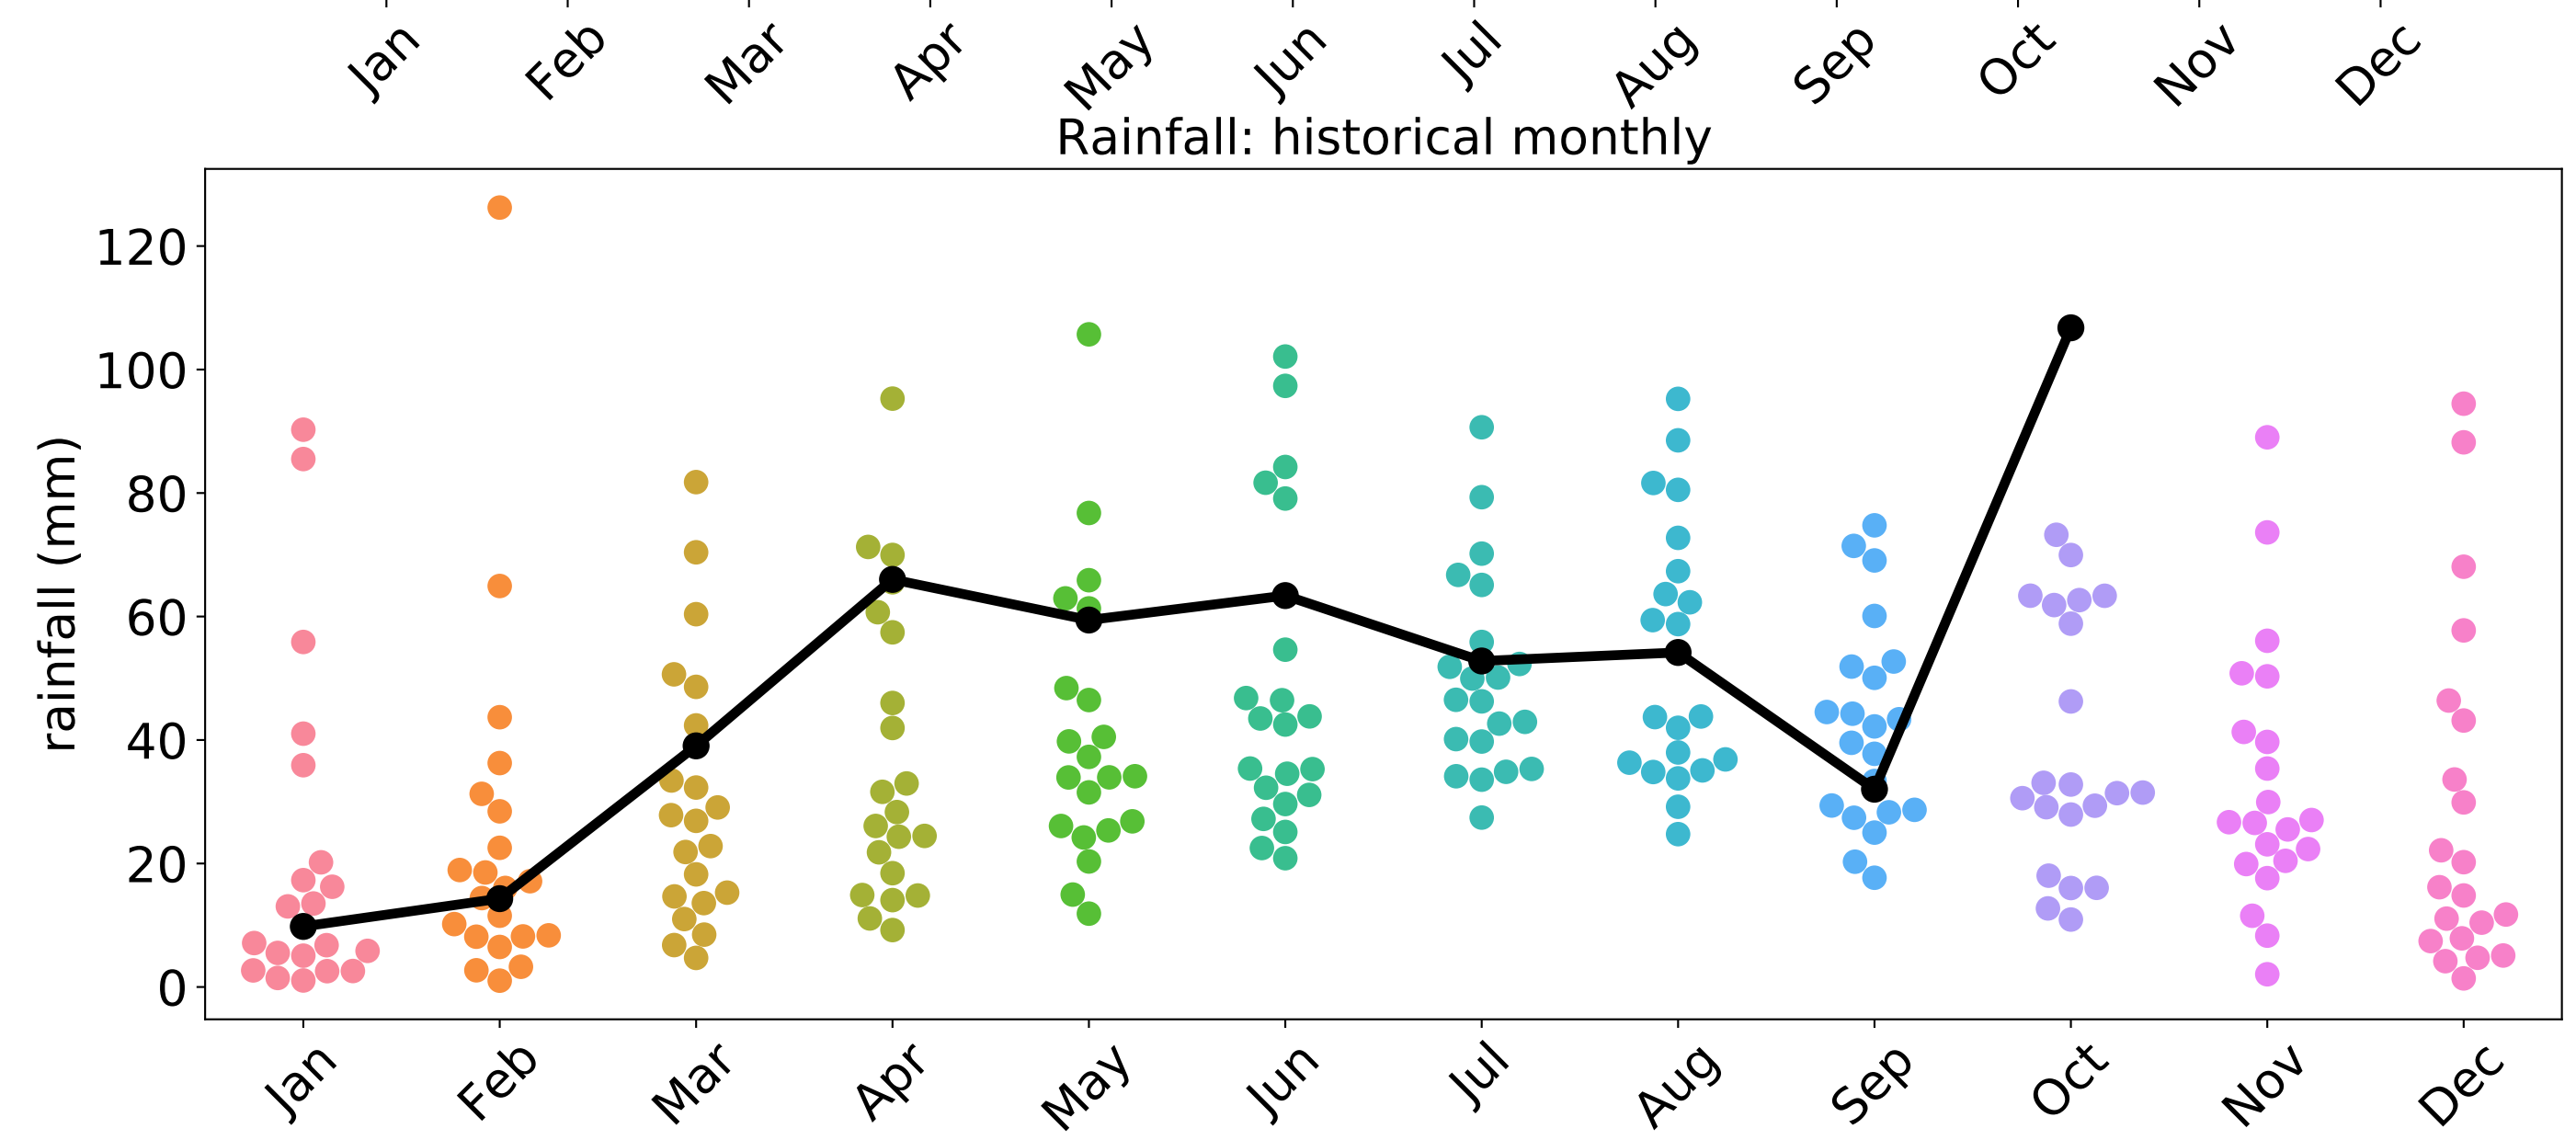 Jan Feb Mar Apr May Jun Jul Aug Sep Oct Nov Dec
Rainfall: historical monthly
rainfall (mm)
120
100
80
60
40
20
0
Jan Feb Mar Apr May Jun Jul Aug Sep Oct Nov Dec